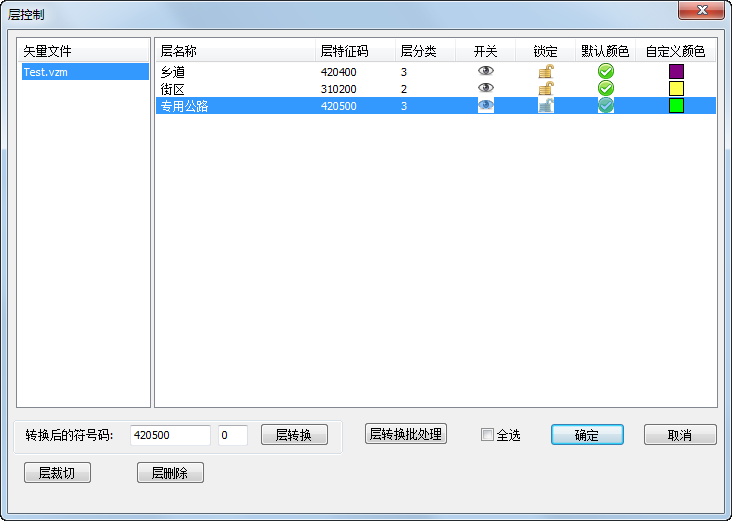 层控制
矢量文件
Test.vzm
层名称 层特征码 层分类 开关 锁定 默认颜色 自定义颜色
乡道 420400 3
街区 310200 2
专用公路 420500 3
转换后的符号码: 420500 0 层转换 层转换批处理 全选 确定 取消
层裁切 层删除